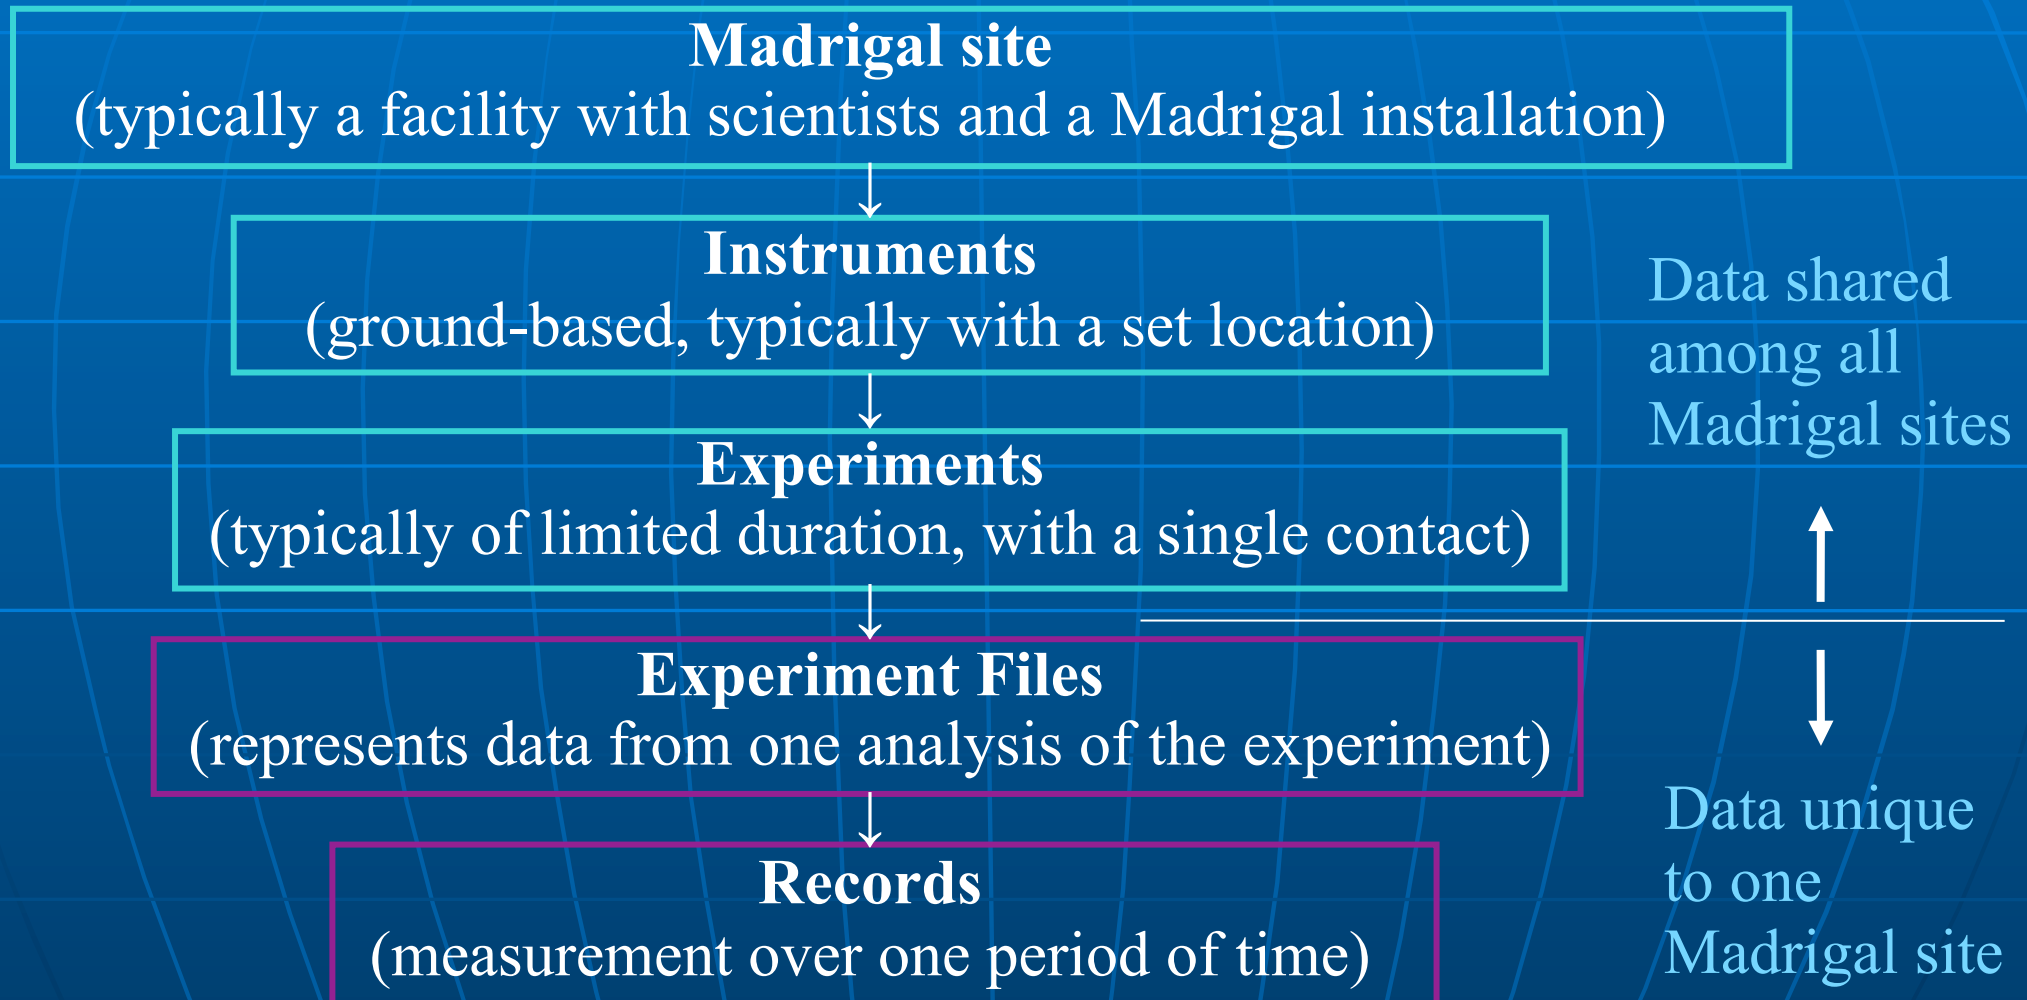 Madrigal site
(typically a facility with scientists and a Madrigal installation)
Instruments
(ground-based, typically with a set location)
Experiments
(typically of limited duration, with a single contact)
Data shared
among all
Madrigal sites
Experiment Files
(represents data from one analysis of the experiment)
Records
(measurement over one period of time)
Data unique
to one
Madrigal site